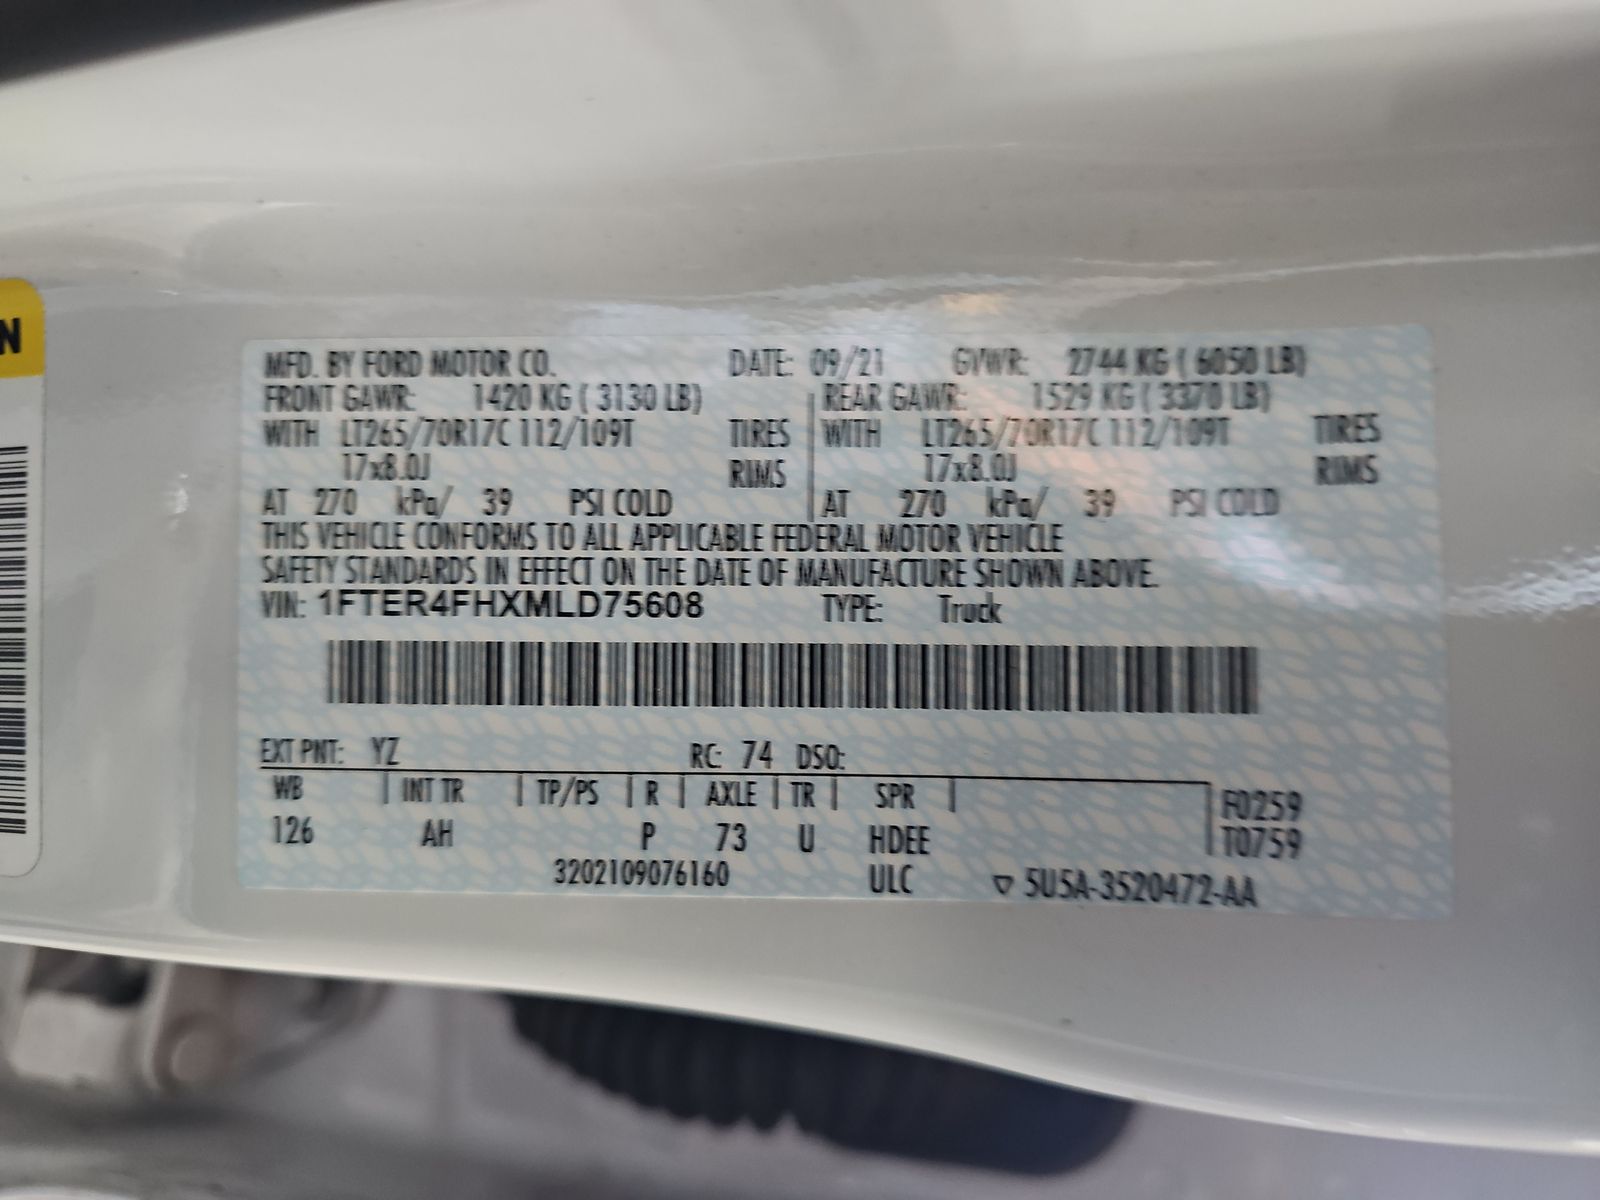 N
MFD. BY FORD MOTOR CO. DATE: 09/21 GVWR: 2744 KG ( 6050 LB)
FRONT GAWR: 1420 KG ( 3130 LB) REAR GAWR: 1529 KG ( 3370 LB)
WITH LT265/70R17C 112/109T TIRES WITH LT265/70R17C 112/109T TIRES
17x8.0J RIMS 17x8.0J RIMS
AT 270 kPa/ 39 PSI COLD AT 270 kPa/ 39 PSI COLD
THIS VEHICLE CONFORMS TO ALL APPLICABLE FEDERAL MOTOR VEHICLE
SAFETY STANDARDS IN EFFECT ON THE DATE OF MANUFACTURE SHOWN ABOVE.
VIN: 1FTER4FHXMLD75608 TYPE: Truck
EXT PNT: YZ RC: 74 DSO:
WB | INT TR | TP/PS | R | AXLE | TR | SPR | F0259
126 AH P 73 U HDEE T0759
3202109076160 ULC ▽ 5U5A-3520472-AA